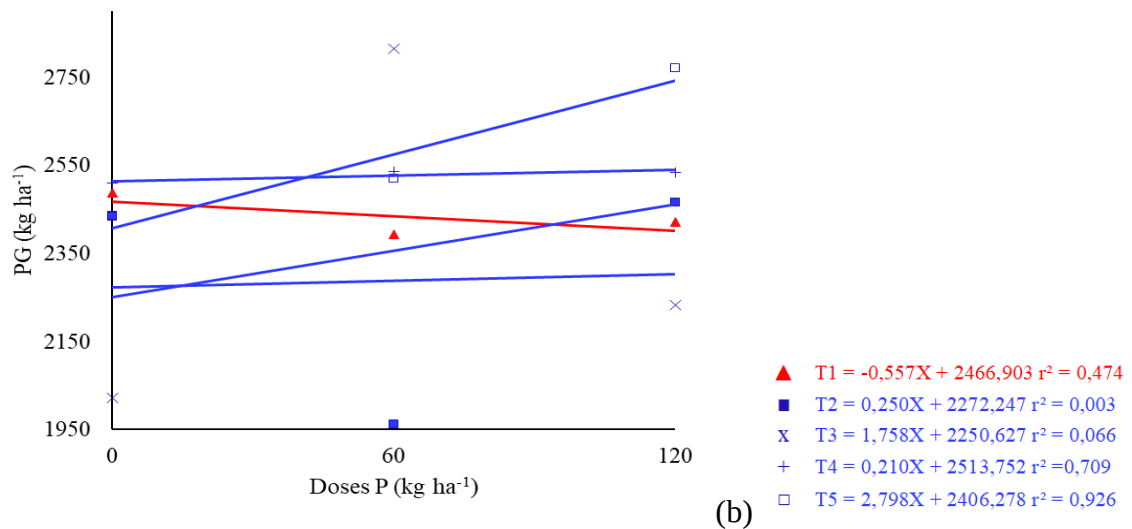 2750
2550
2350
2150
1950
PG (kg ha⁻¹)
0
60
120
Doses P (kg ha⁻¹)
(b)
T1 = -0,557X + 2466,903 r² = 0,474
T2 = 0,250X + 2272,247 r² = 0,003
x T3 = 1,758X + 2250,627 r² = 0,066
+ T4 = 0,210X + 2513,752 r² =0,709
T5 = 2,798X + 2406,278 r² = 0,926